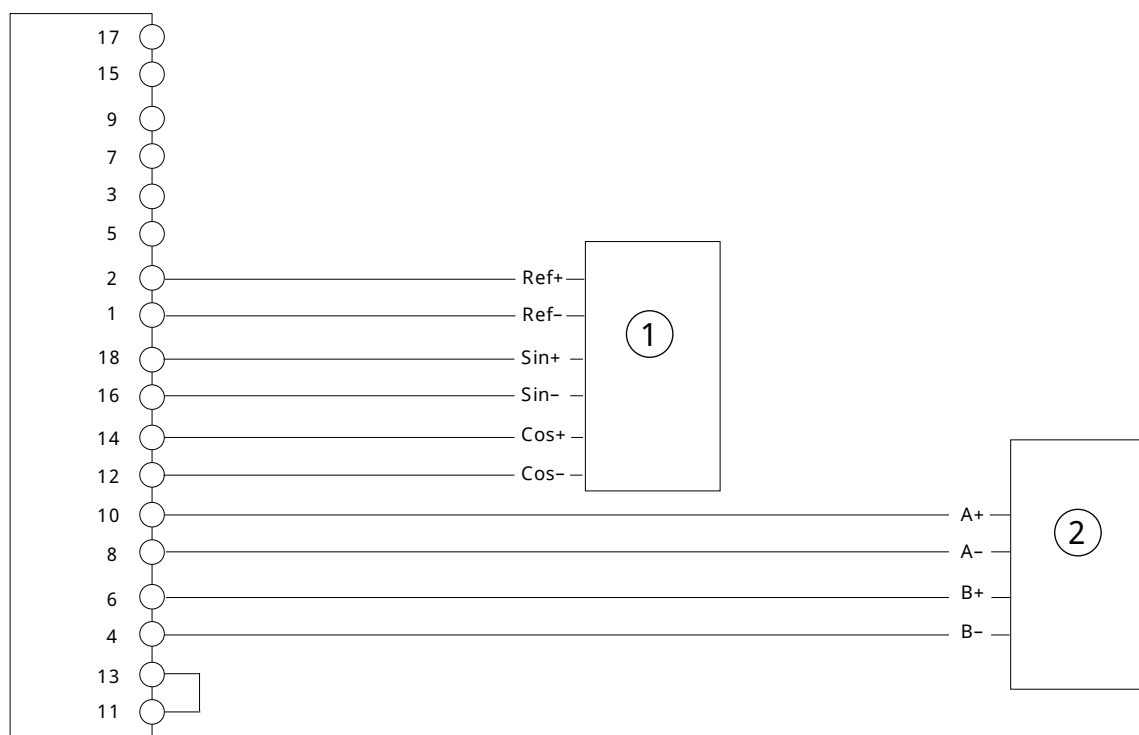 17
15
9
7
3
5
2 Ref+
1 Ref–
1
18 Sin+
16 Sin–
14 Cos+
12 Cos–
10 A+
2
8 A–
6 B+
4 B–
13
11